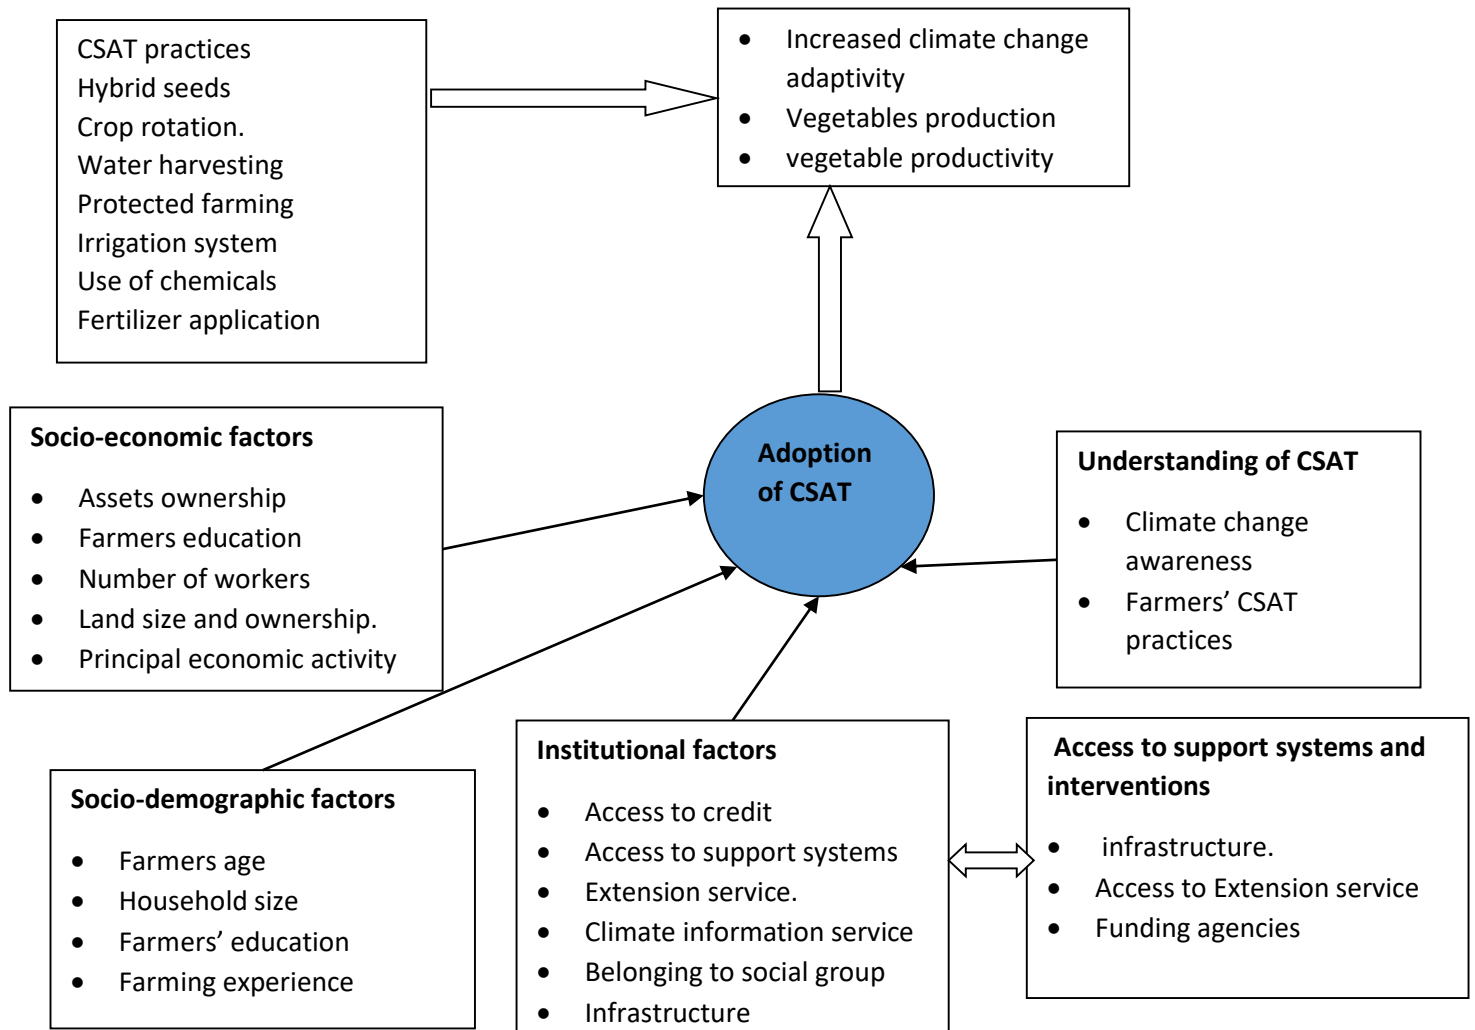 CSAT practices
Hybrid seeds
Crop rotation.
Water harvesting
Protected farming
Irrigation system
Use of chemicals
Fertilizer application
• Increased climate change
adaptivity
• Vegetables production
• vegetable productivity
Socio-economic factors
• Assets ownership
• Farmers education
• Number of workers
• Land size and ownership.
• Principal economic activity
Adoption
of CSAT
Understanding of CSAT
• Climate change
awareness
• Farmers’ CSAT
practices
Socio-demographic factors
• Farmers age
• Household size
• Farmers’ education
• Farming experience
Institutional factors
• Access to credit
• Access to support systems
• Extension service.
• Climate information service
• Belonging to social group
• Infrastructure
Access to support systems and
interventions
• infrastructure.
• Access to Extension service
• Funding agencies